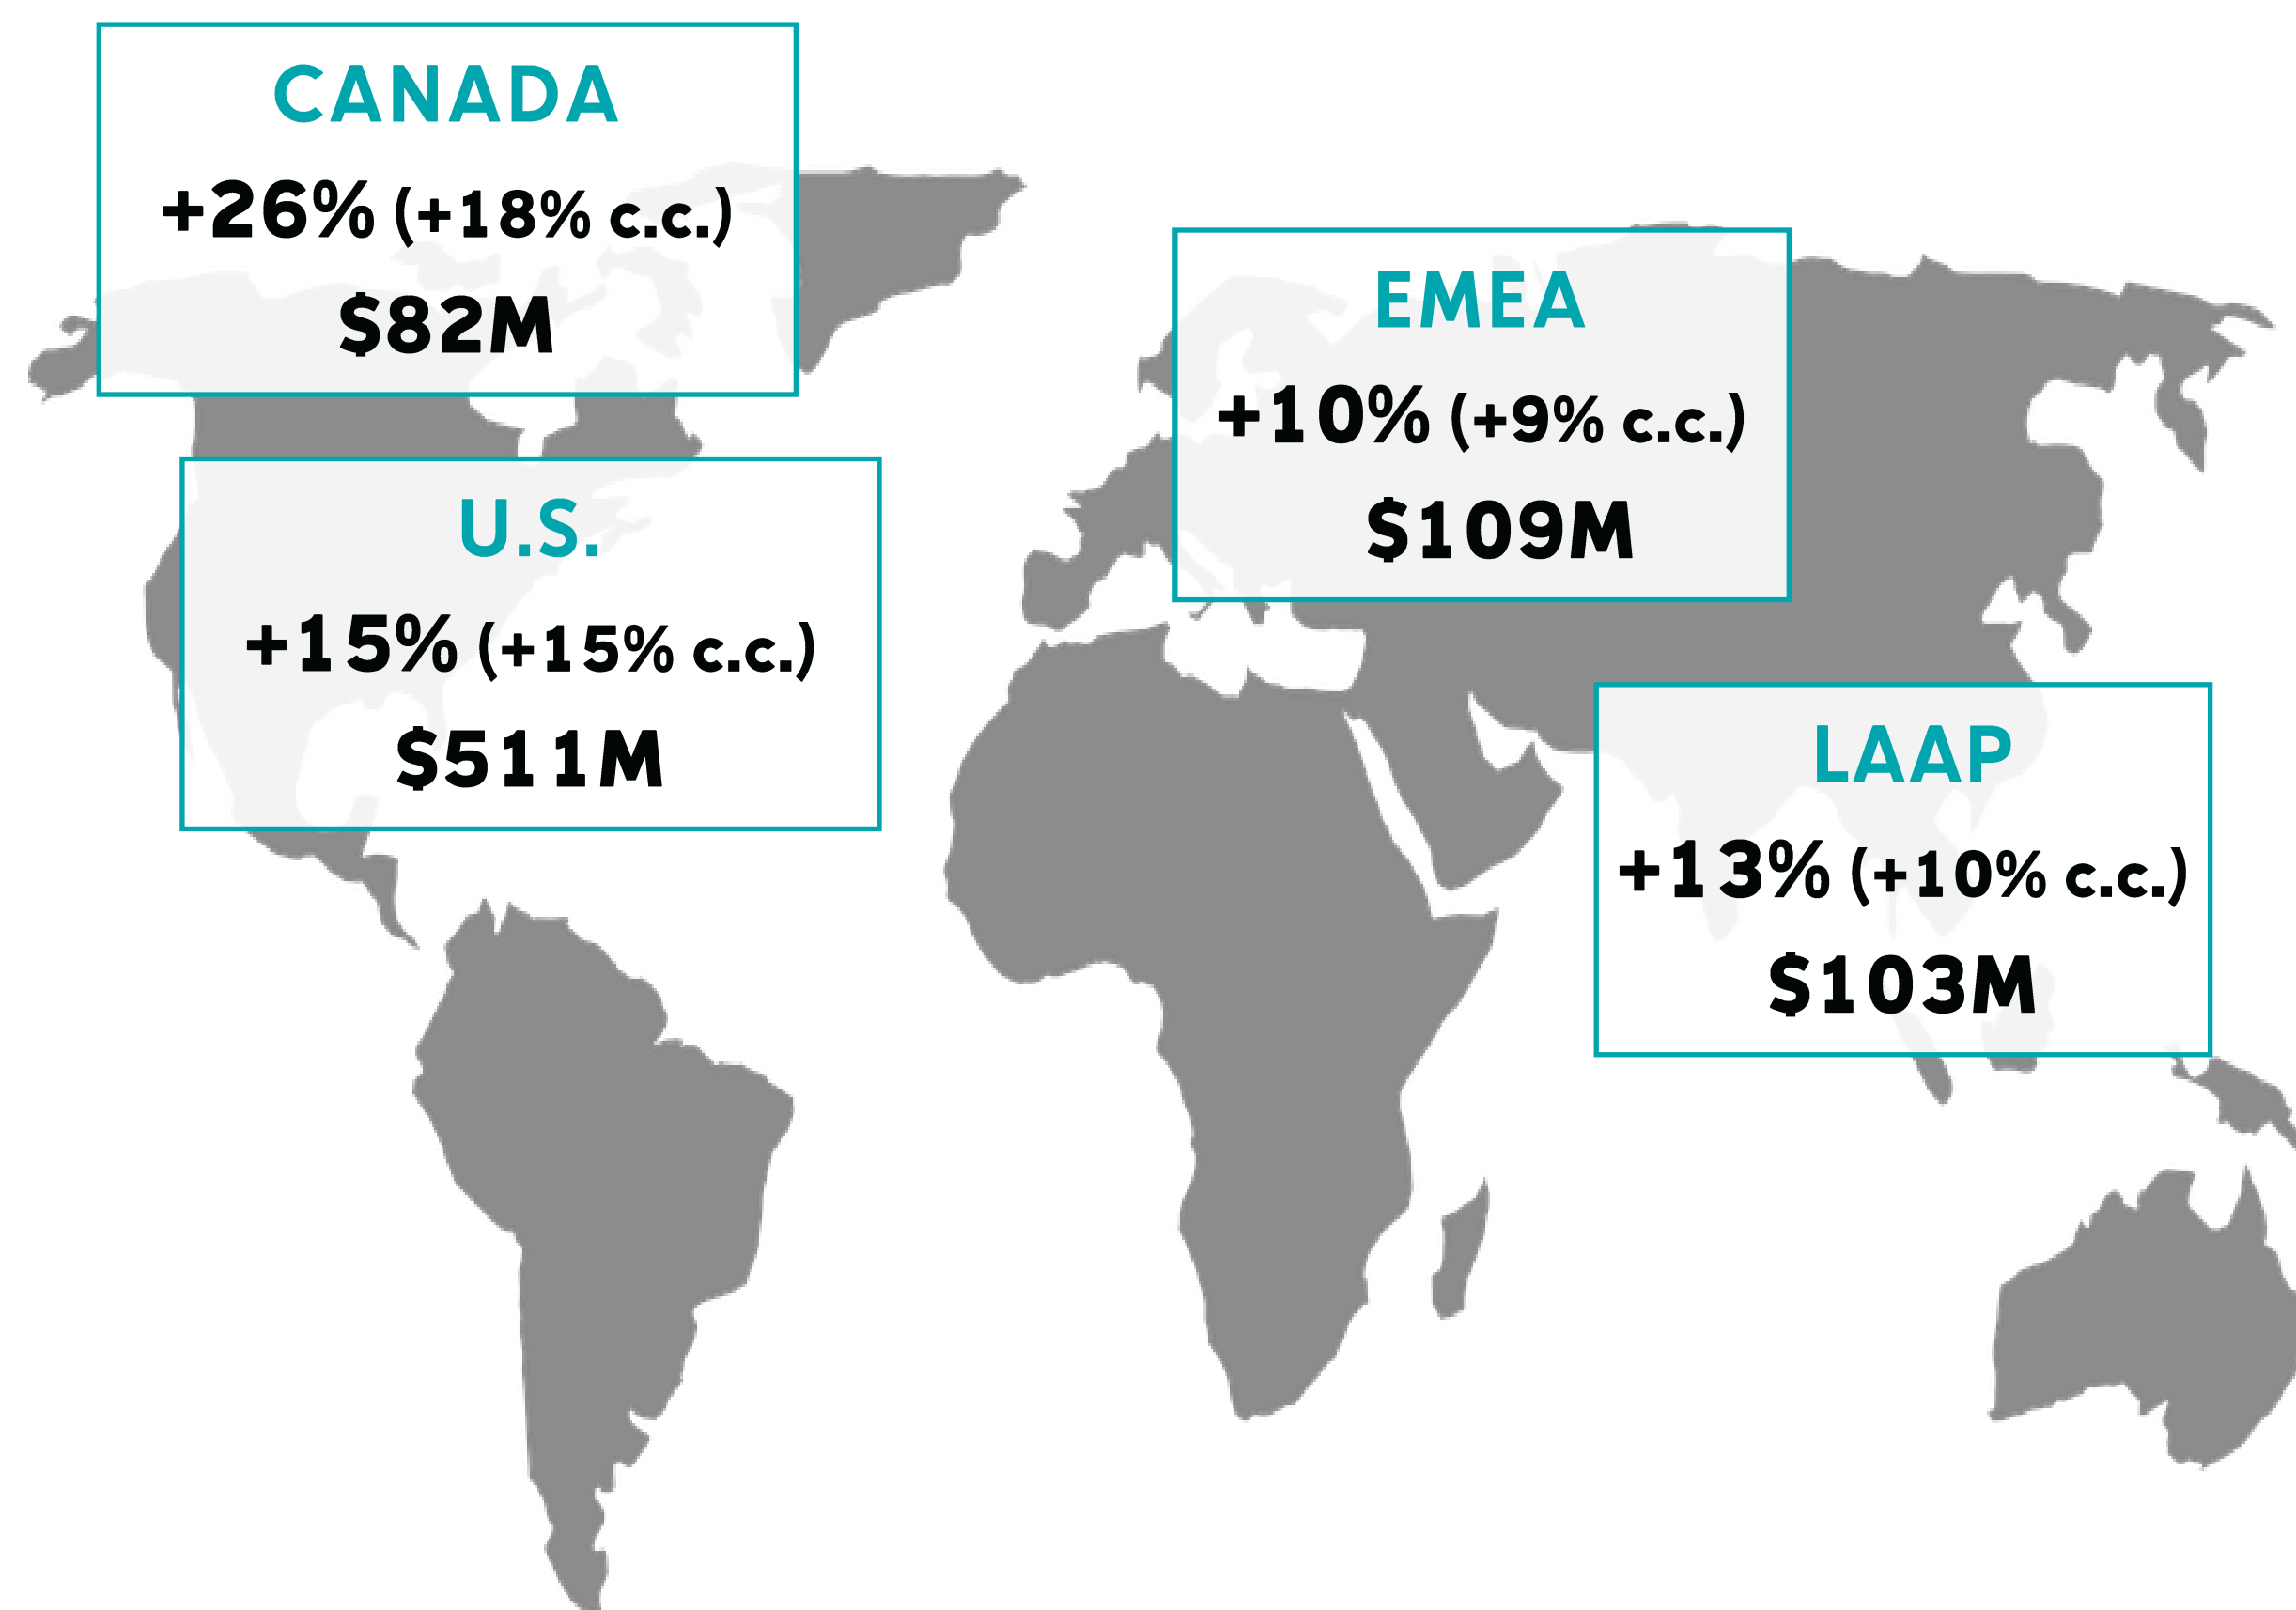 CANADA
+26% (+18% c.c.)
$82M
EMEA
+10% (+9% c.c.)
$109M
U.S.
+15% (+15% c.c.)
$511M
LAAP
+13% (+10% c.c.)
$103M